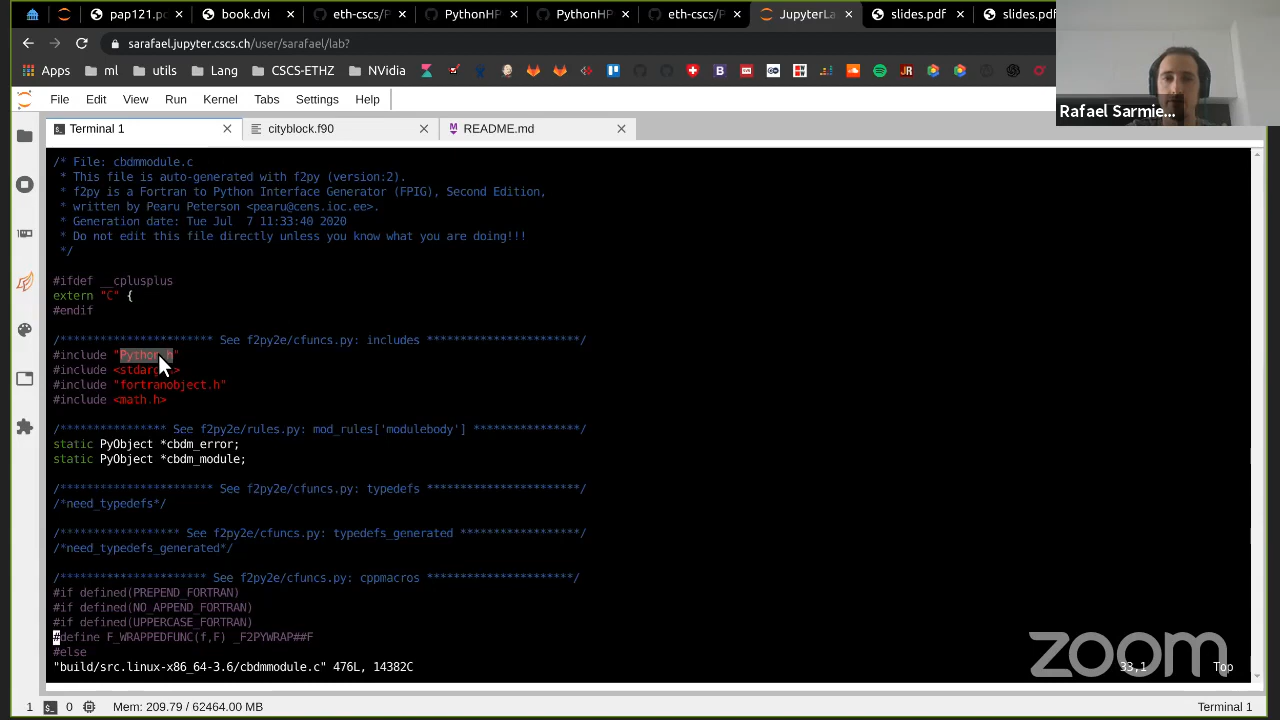 pap121.po
book.dvi
eth-cscs/P
PythonHP
PythonHP
eth-cscs/P
JupyterLa
slides.pdf
slides.pdf
sarafael.jupyter.cscs.ch/user/sarafael/lab?
Apps
ml
utils
Lang
CSCS-ETHZ
NVidia
Rafael Sarmie...
File Edit View Run Kernel Tabs Settings Help
Terminal 1
cityblock.f90
README.md
/* File: cbdmmodule.c
* This file is auto-generated with f2py (version:2).
* f2py is a Fortran to Python Interface Generator (FPIG), Second Edition,
* written by Pearu Peterson <pearu@cens.ioc.ee>.
* Generation date: Tue Jul  7 11:33:40 2020
* Do not edit this file directly unless you know what you are doing!!!
*/
#ifdef __cplusplus
extern "C" {
#endif
/*********************** See f2py2e/cfuncs.py: includes ***********************/
#include "Python.h"
#include <stdarg.h>
#include "fortranobject.h"
#include <math.h>
/**************** See f2py2e/rules.py: mod_rules['modulebody'] ****************/
static PyObject *cbdm_error;
static PyObject *cbdm_module;
/*********************** See f2py2e/cfuncs.py: typedefs ***********************/
/*need_typedefs*/
/****************** See f2py2e/cfuncs.py: typedefs_generated ******************/
/*need_typedefs_generated*/
/********************** See f2py2e/cfuncs.py: cppmacros **********************/
#if defined(PREPEND_FORTRAN)
#if defined(NO_APPEND_FORTRAN)
#if defined(UPPERCASE_FORTRAN)
#define F_WRAPPEDFUNC(f,F) _F2PYWRAP##F
#else
"build/src.linux-x86_64-3.6/cbdmmodule.c" 476L, 14382C
33,1
Top
zoom
1
0
Mem: 209.79 / 62464.00 MB
Terminal 1